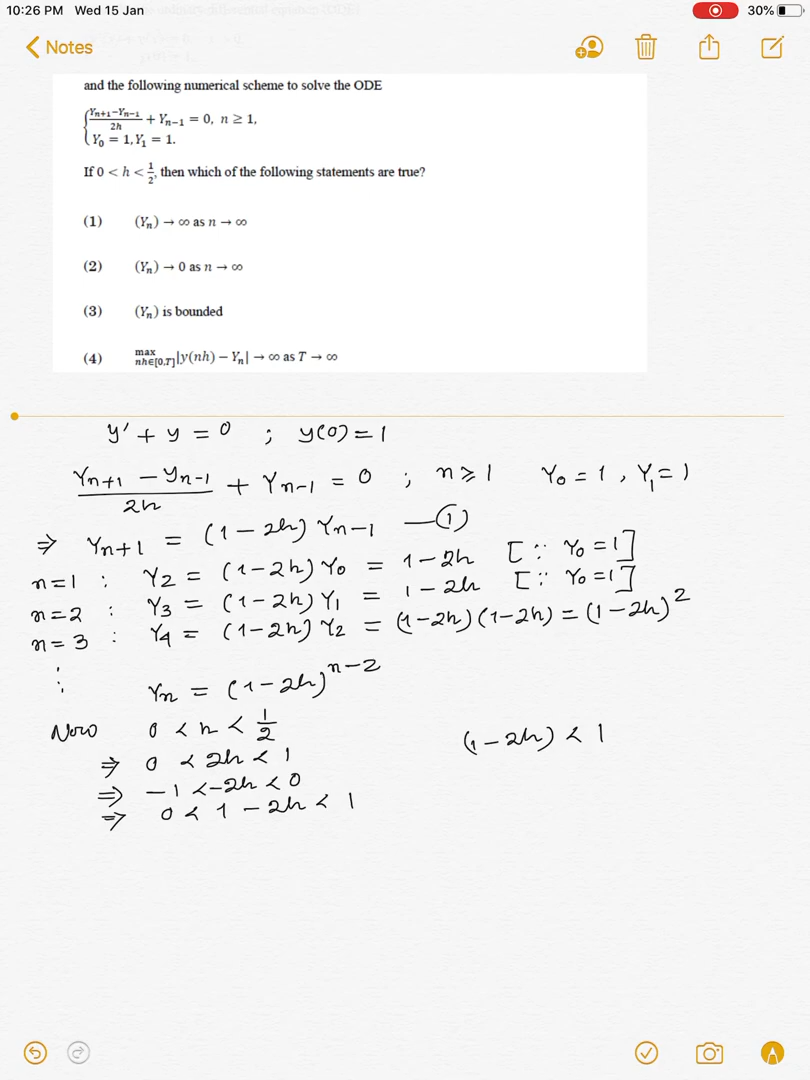 10:26 PM Wed 15 Jan 30%
Notes
and the following numerical scheme to solve the ODE
{ (Yn+1−Yn−1)/2h + Yn−1 = 0, n ≥ 1,
Y0 = 1, Y1 = 1.
If 0 < h < 1/2, then which of the following statements are true?
(1) (Yn) → ∞ as n → ∞
(2) (Yn) → 0 as n → ∞
(3) (Yn) is bounded
(4) max nh∈[0,T] |y(nh) − Yn| → ∞ as T → ∞
y' + y = 0 ; y(0) = 1
(Yn+1 − Yn−1)/2h + Yn−1 = 0 ; n ⩾ 1 Y0 = 1, Y1 = 1
⇒ Yn+1 = (1−2h) Yn−1 —①
n=1 : Y2 = (1−2h) Y0 = 1−2h [∵ Y0 = 1]
n=2 : Y3 = (1−2h) Y1 = 1−2h [∵ Y0 = 1]
n=3 : Y4 = (1−2h) Y2 = (1−2h)(1−2h) = (1−2h)^2
⋮ Yn = (1−2h)^n−2
Now 0 < h < 1/2 (1−2h) < 1
⇒ 0 < 2h < 1
⇒ −1 < −2h < 0
⇒ 0 < 1 − 2h < 1